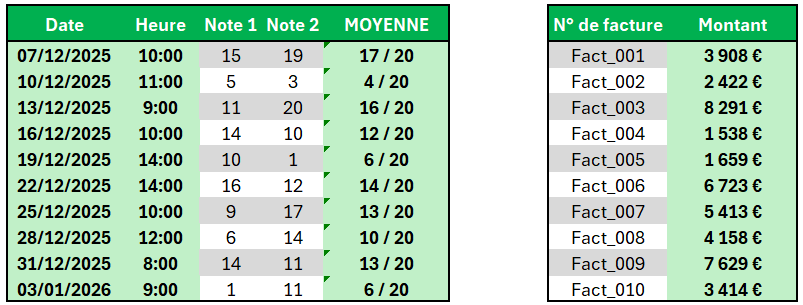 Date Heure Note 1 Note 2 MOYENNE N° de facture Montant
07/12/2025 10:00 15 19 17 / 20 Fact_001 3 908 €
10/12/2025 11:00 5 3 4 / 20 Fact_002 2 422 €
13/12/2025 9:00 11 20 16 / 20 Fact_003 8 291 €
16/12/2025 10:00 14 10 12 / 20 Fact_004 1 538 €
19/12/2025 14:00 10 1 6 / 20 Fact_005 1 659 €
22/12/2025 14:00 16 12 14 / 20 Fact_006 6 723 €
25/12/2025 10:00 9 17 13 / 20 Fact_007 5 413 €
28/12/2025 12:00 6 14 10 / 20 Fact_008 4 158 €
31/12/2025 8:00 14 11 13 / 20 Fact_009 7 629 €
03/01/2026 9:00 1 11 6 / 20 Fact_010 3 414 €